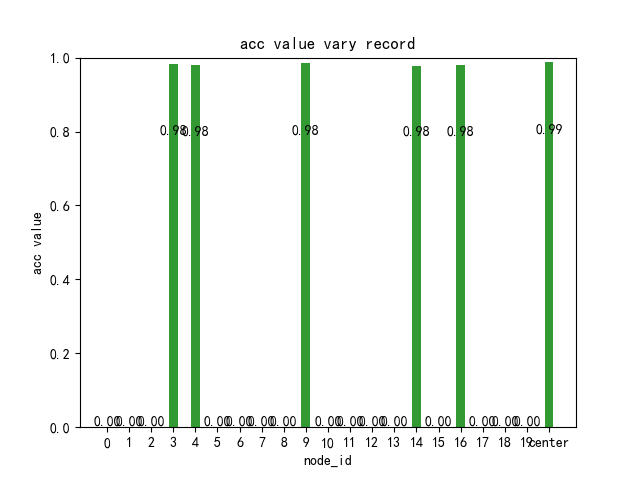 acc value vary record
1.0
0.8
0.6
0.4
0.2
0.0
acc value
0.00 0.00 0.00 0.98 0.98 0.00 0.00 0.00 0.00 0.98 0.00 0.00 0.00 0.00 0.98 0.00 0.98 0.00 0.00 0.00 0.99
0 1 2 3 4 5 6 7 8 9 10 11 12 13 14 15 16 17 18 19 center
node_id